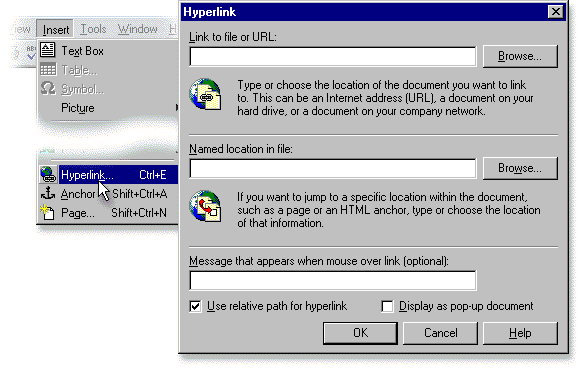 Insert Tools Window H
Text Box
Table...
Symbol...
Picture
Hyperlink... Ctrl+E
Anchor Shift+Ctrl+A
Page... Shift+Ctrl+N
Hyperlink
Link to file or URL:
Browse...
Type or choose the location of the document you want to link
to. This can be an Internet address (URL), a document on your
hard drive, or a document on your company network.
Named location in file:
Browse...
If you want to jump to a specific location within the document,
such as a page or an HTML anchor, type or choose the location
of that information.
Message that appears when mouse over link (optional):
Use relative path for hyperlink
Display as pop-up document
OK
Cancel
Help